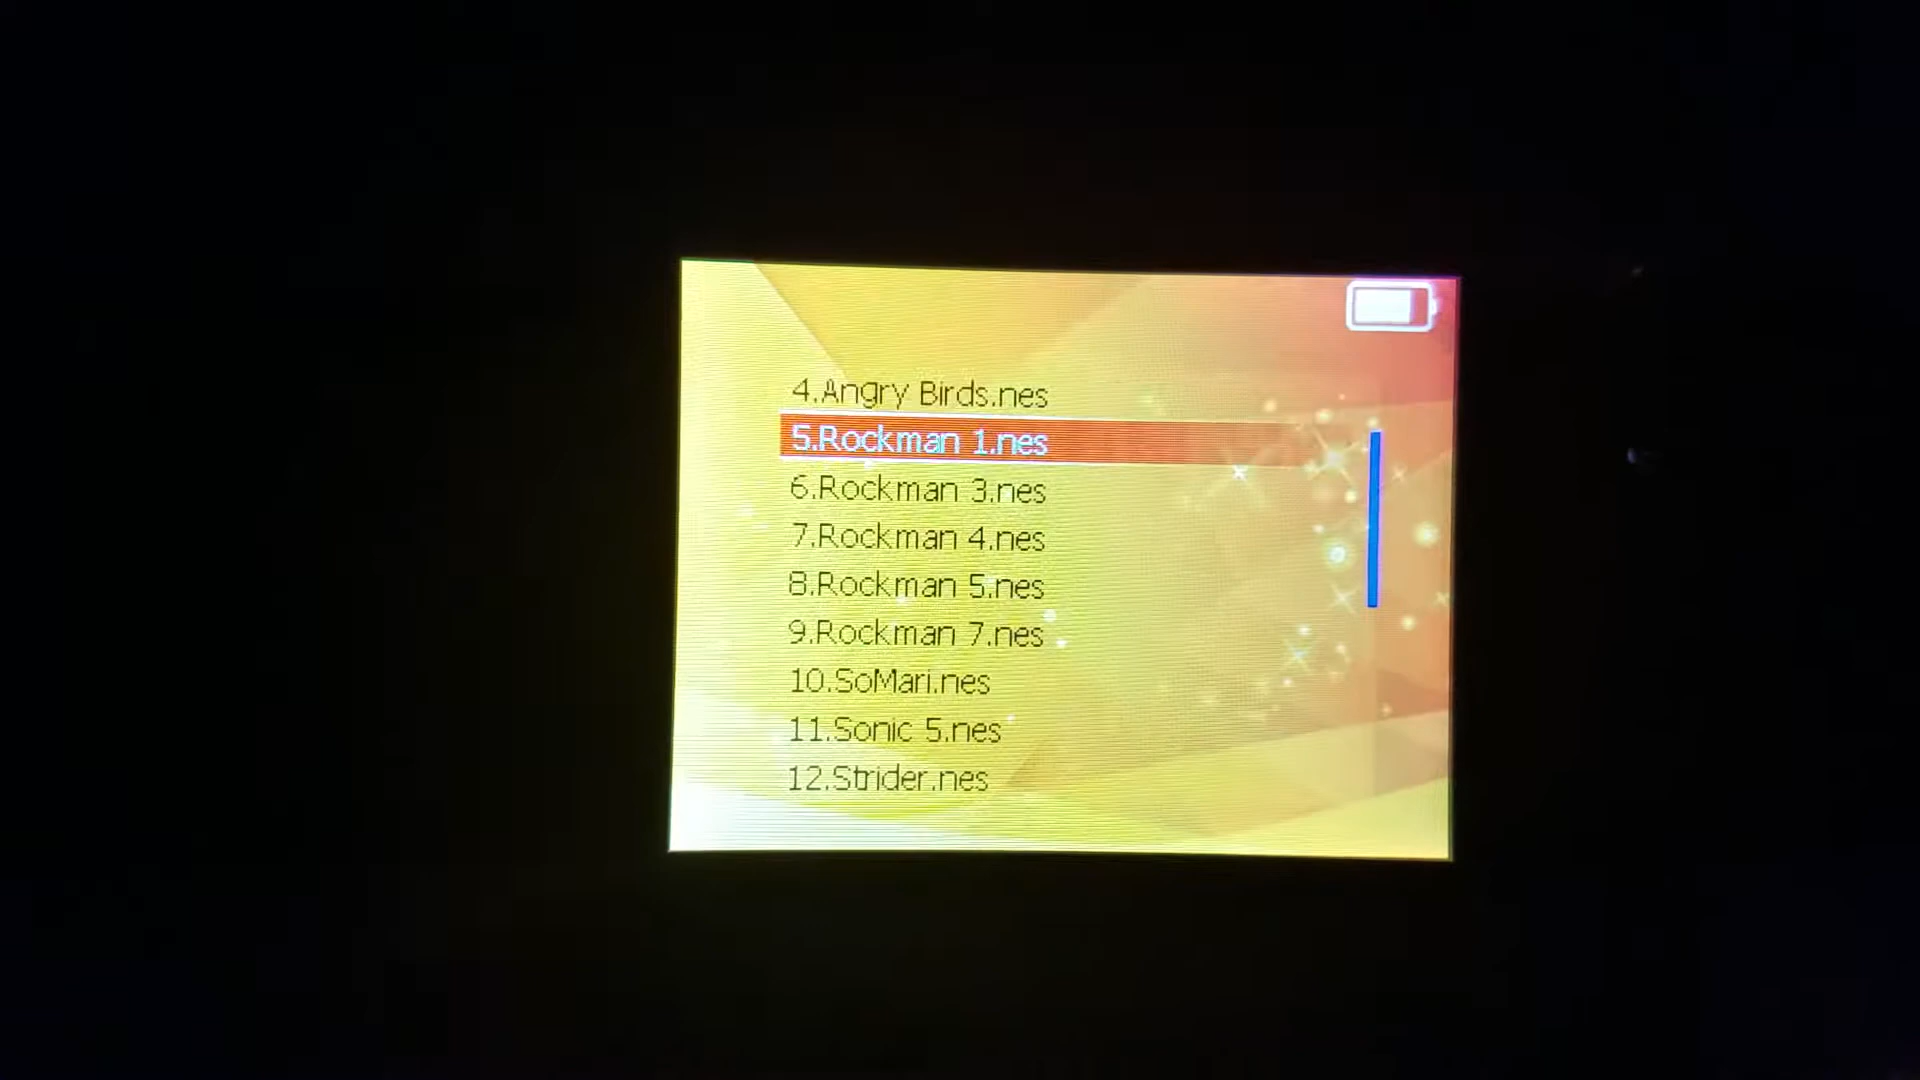 4.Angry Birds.nes
5.Rockman 1.nes
6.Rockman 3.nes
7.Rockman 4.nes
8.Rockman 5.nes
9.Rockman 7.nes
10.SoMari.nes
11.Sonic 5.nes
12.Strider.nes